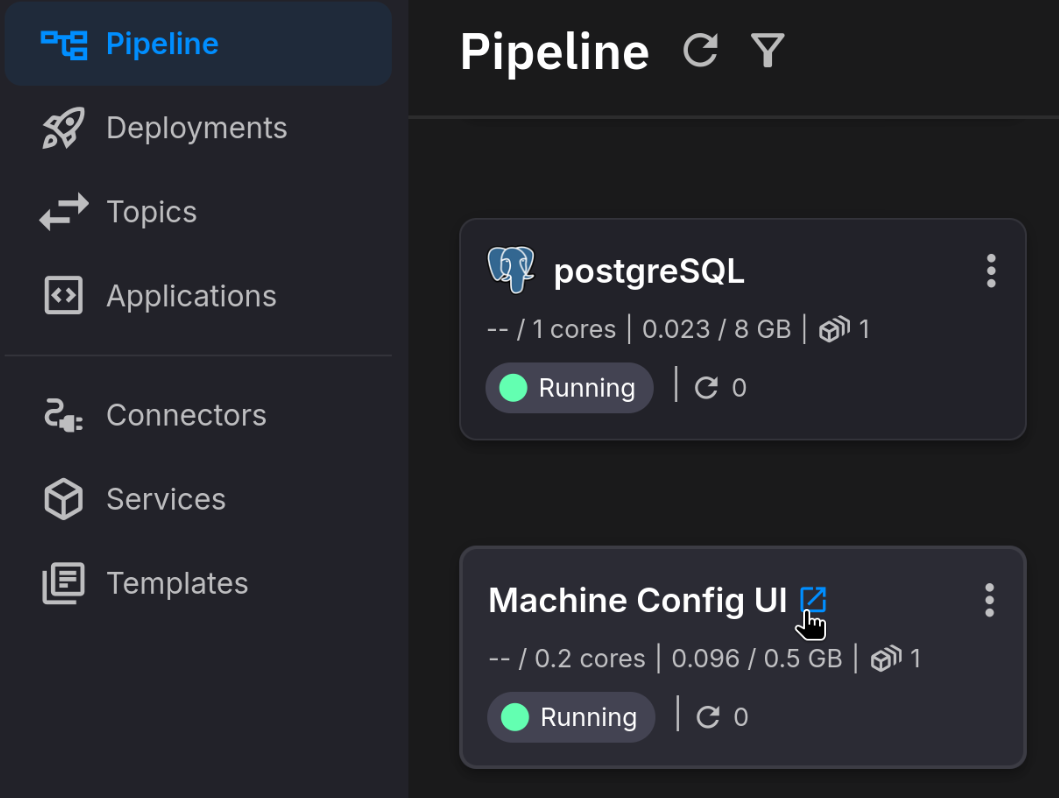 Pipeline
Deployments
Topics
Applications
Connectors
Services
Templates
Pipeline
postgreSQL
-- / 1 cores | 0.023 / 8 GB | 1
Running | 0
Machine Config UI
-- / 0.2 cores | 0.096 / 0.5 GB | 1
Running | 0